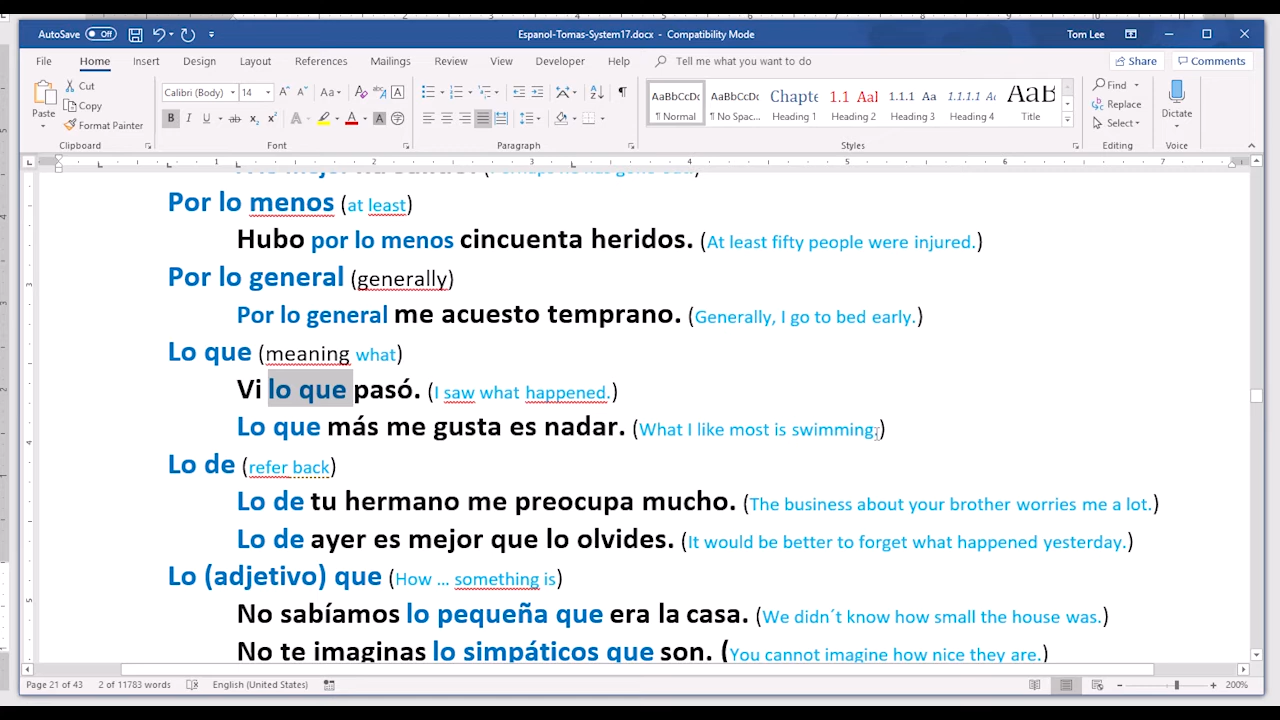 AutoSave Off Espanol-Tomas-System17.docx - Compatibility Mode Tom Lee
File Home Insert Design Layout References Mailings Review View Developer Help Tell me what you want to do Share Comments
Paste Cut Copy Format Painter
Clipboard
Calibri (Body) 14
Font
Paragraph
AaBbCcDc AaBbCcDc Chapte 1.1 Aal 1.1.1 Aa 1.1.1.1 Ac AaB
¶ Normal ¶ No Spac... Heading 1 Heading 2 Heading 3 Heading 4 Title
Styles
Find Replace Select
Editing
Dictate
Voice
1 2 3 4 5 6 7
Por lo menos (at least)
Hubo por lo menos cincuenta heridos. (At least fifty people were injured.)
Por lo general (generally)
Por lo general me acuesto temprano. (Generally, I go to bed early.)
Lo que (meaning what)
Vi lo que pasó. (I saw what happened.)
Lo que más me gusta es nadar. (What I like most is swimming.)
Lo de (refer back)
Lo de tu hermano me preocupa mucho. (The business about your brother worries me a lot.)
Lo de ayer es mejor que lo olvides. (It would be better to forget what happened yesterday.)
Lo (adjetivo) que (How … something is)
No sabíamos lo pequeña que era la casa. (We didn´t know how small the house was.)
No te imaginas lo simpáticos que son. (You cannot imagine how nice they are.)
Page 21 of 43 2 of 11783 words English (United States) 200%